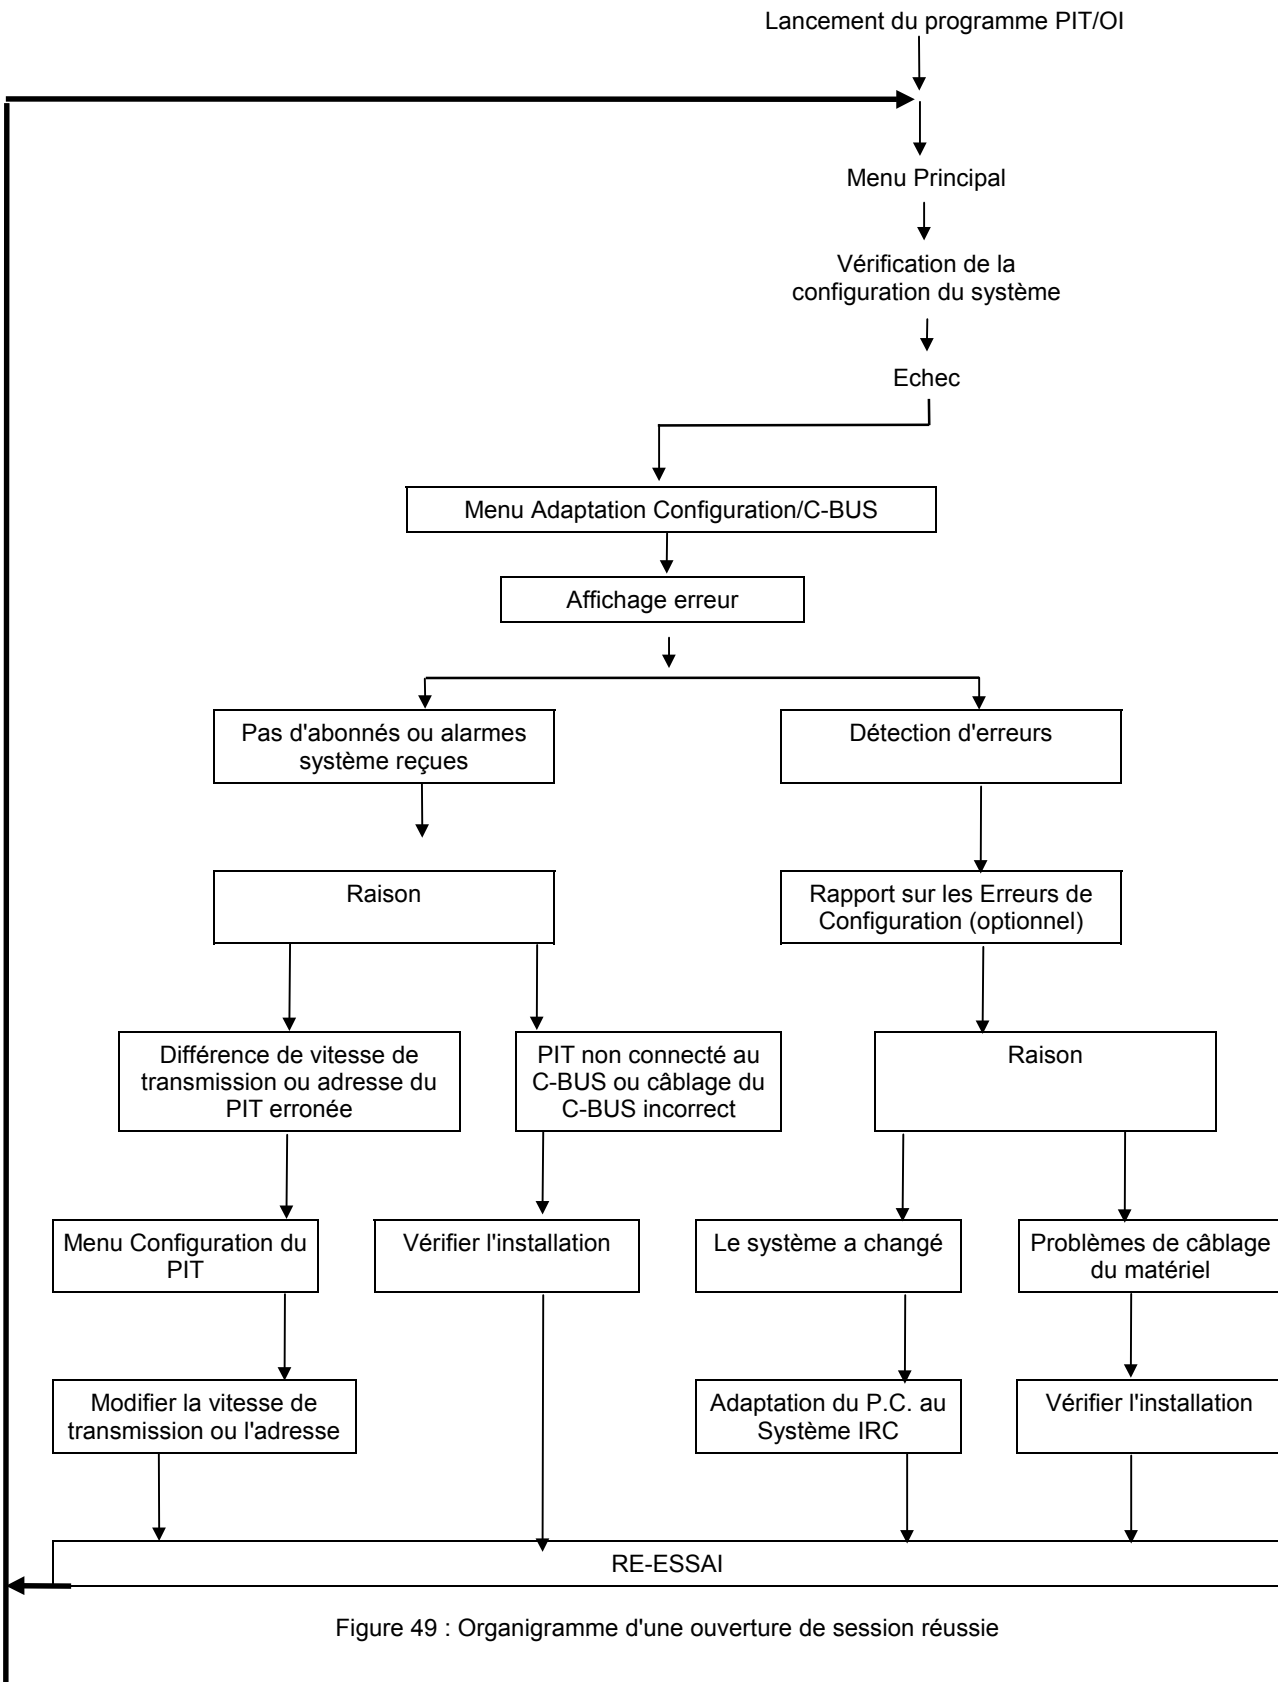 Lancement du programme PIT/OI
Menu Principal
Vérification de la
configuration du système
Echec
Menu Adaptation Configuration/C-BUS
Affichage erreur
Pas d'abonnés ou alarmes
système reçues
Détection d'erreurs
Raison
Rapport sur les Erreurs de
Configuration (optionnel)
Différence de vitesse de
transmission ou adresse du
PIT erronée
PIT non connecté au
C-BUS ou câblage du
C-BUS incorrect
Raison
Menu Configuration du
PIT
Vérifier l'installation
Le système a changé
Problèmes de câblage
du matériel
Modifier la vitesse de
transmission ou l'adresse
Adaptation du P.C. au
Système IRC
Vérifier l'installation
RE-ESSAI
Figure 49 : Organigramme d'une ouverture de session réussie